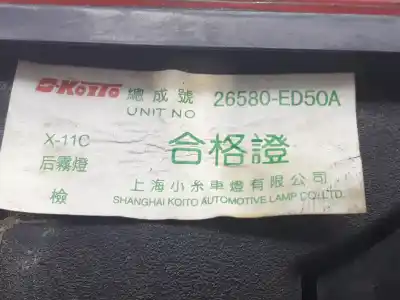 S-KOITO 總成號 26580-ED50A
UNIT NO
X-11C 合格證
后霧燈
檢 上海小糸車燈有限公司
SHANGHAI KOITO AUTOMOTIVE LAMP CO.,LTD.